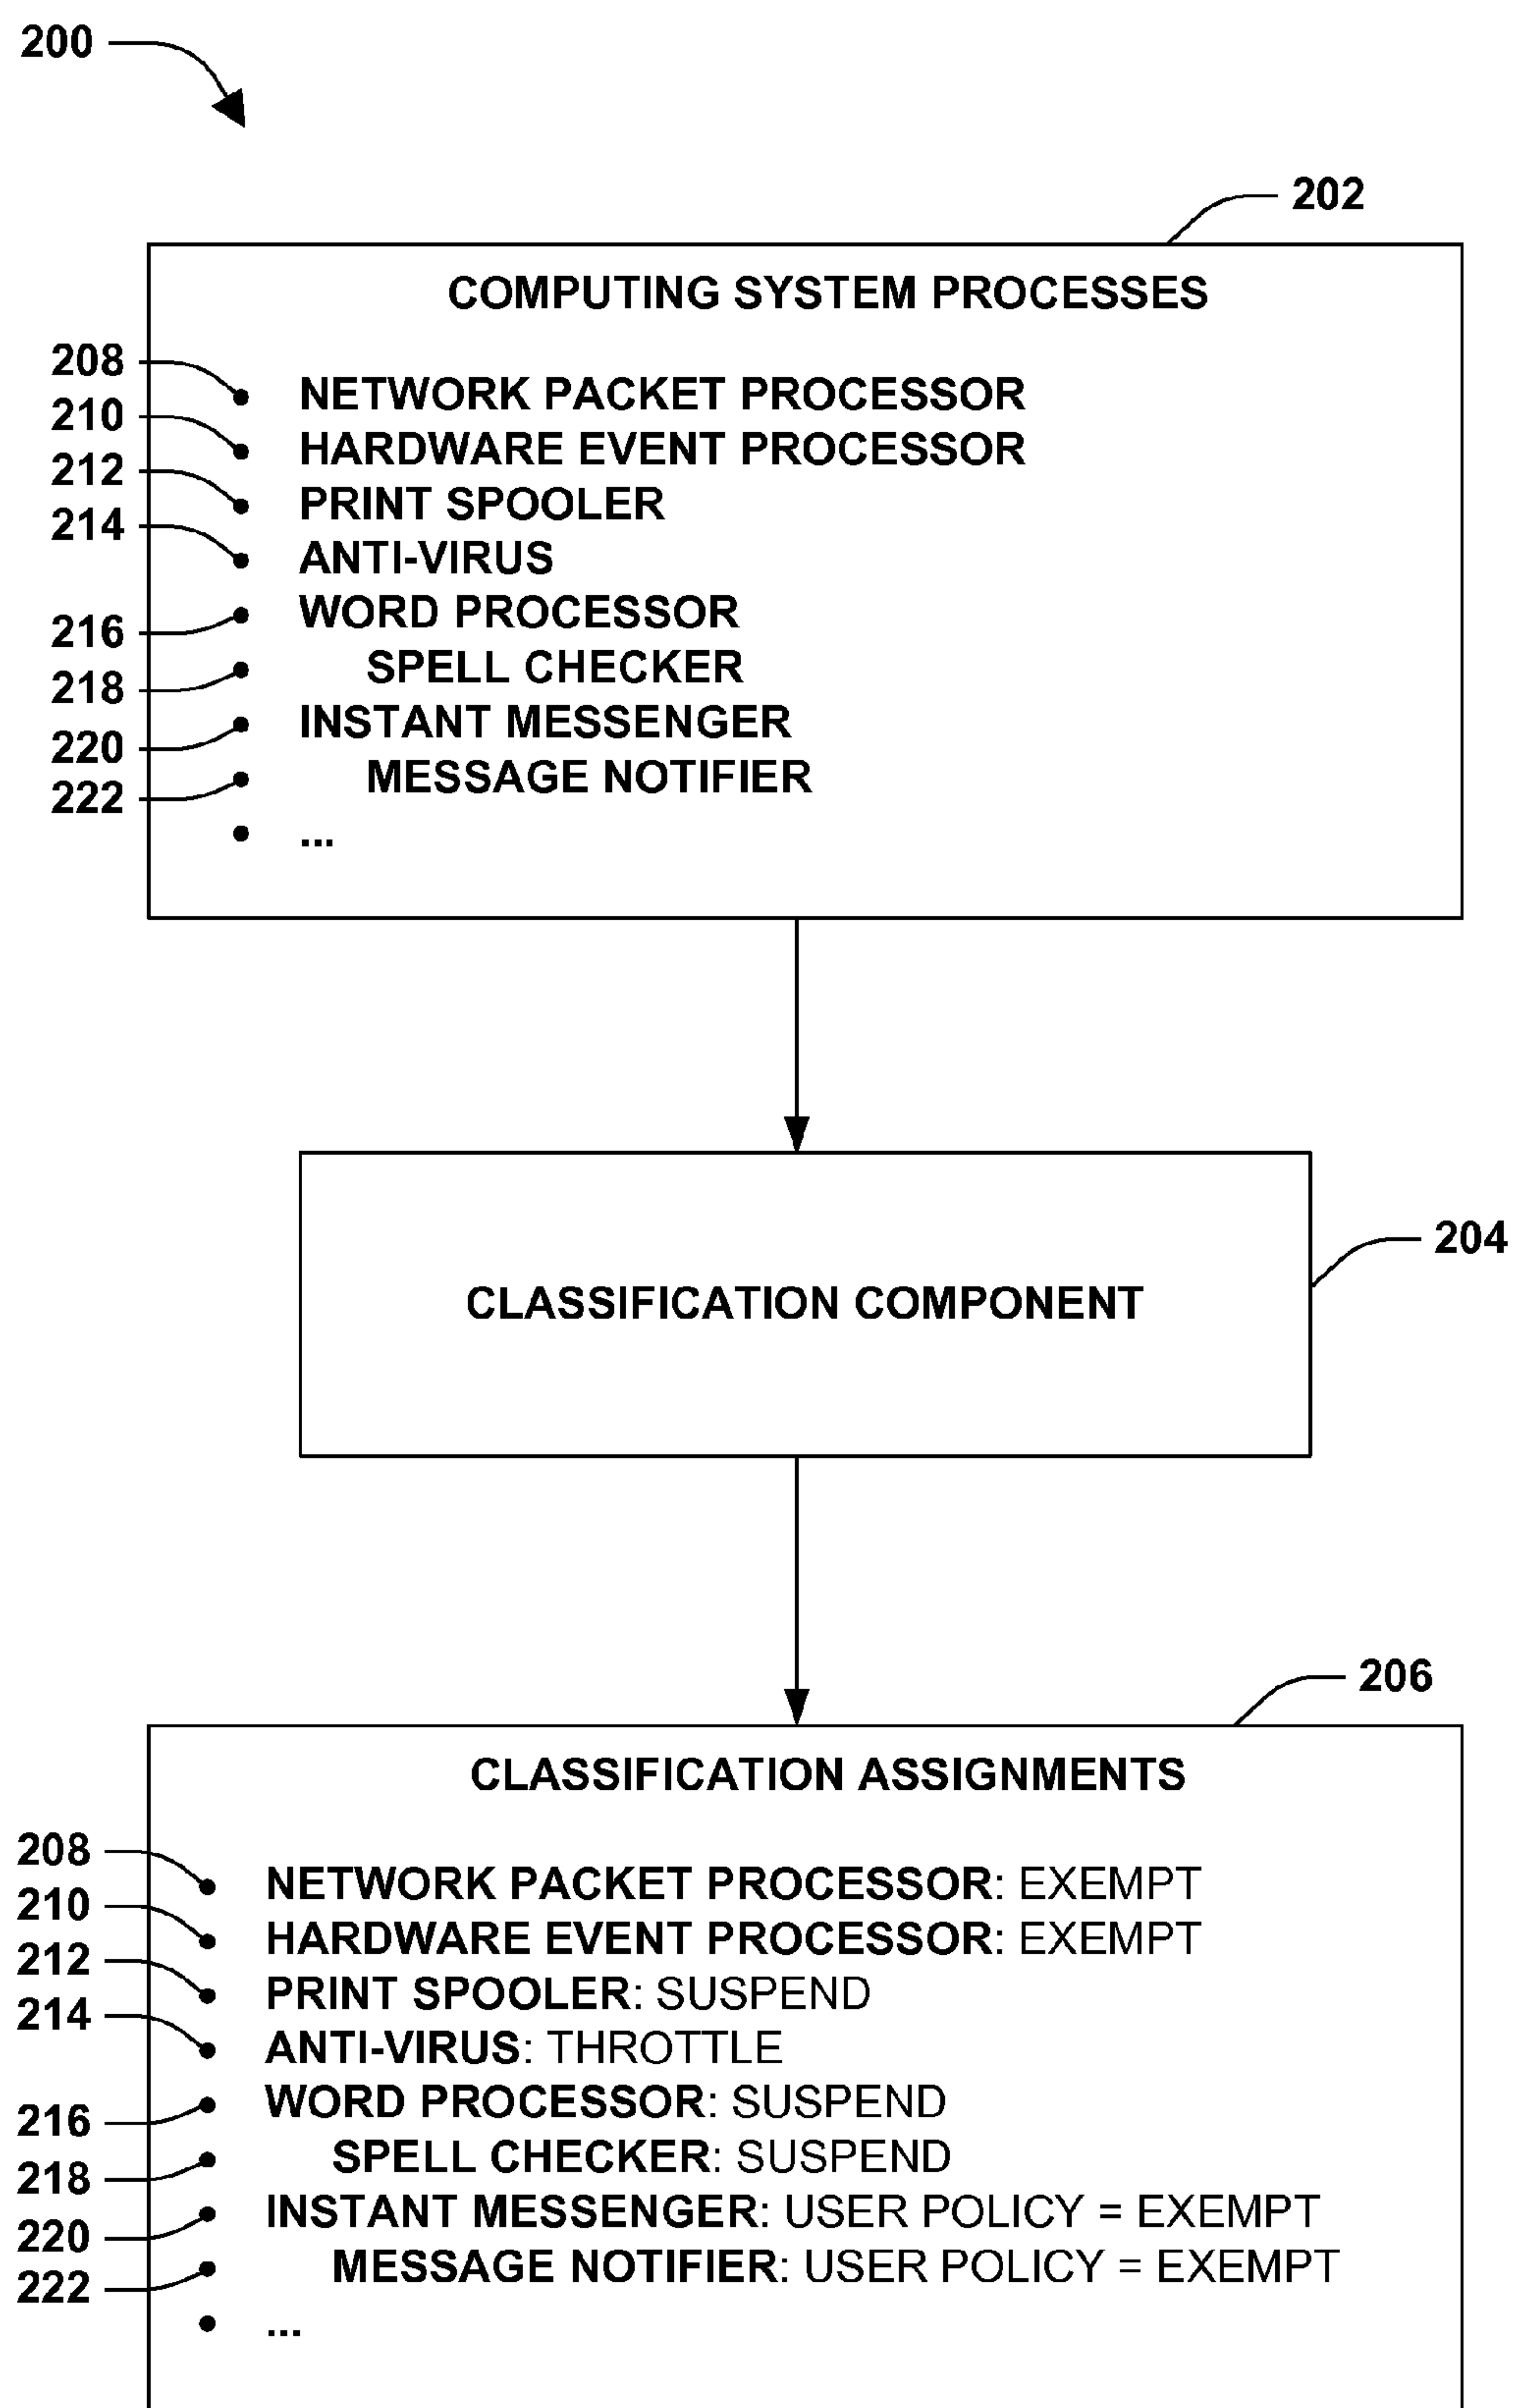 200
202
COMPUTING SYSTEM PROCESSES
208
NETWORK PACKET PROCESSOR
210
HARDWARE EVENT PROCESSOR
212
PRINT SPOOLER
214
ANTI-VIRUS
WORD PROCESSOR
216
SPELL CHECKER
218
INSTANT MESSENGER
220
MESSAGE NOTIFIER
222
...
204
CLASSIFICATION COMPONENT
206
CLASSIFICATION ASSIGNMENTS
208
NETWORK PACKET PROCESSOR: EXEMPT
210
HARDWARE EVENT PROCESSOR: EXEMPT
212
PRINT SPOOLER: SUSPEND
214
ANTI-VIRUS: THROTTLE
WORD PROCESSOR: SUSPEND
216
SPELL CHECKER: SUSPEND
218
INSTANT MESSENGER: USER POLICY = EXEMPT
220
MESSAGE NOTIFIER: USER POLICY = EXEMPT
222
...